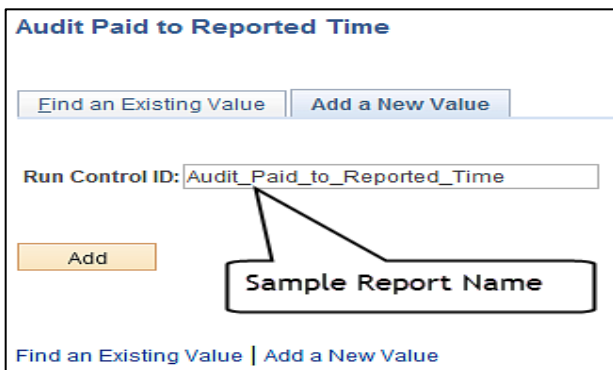 Audit Paid to Reported Time
Find an Existing Value Add a New Value
Run Control ID: Audit_Paid_to_Reported_Time
Add
Sample Report Name
Find an Existing Value | Add a New Value